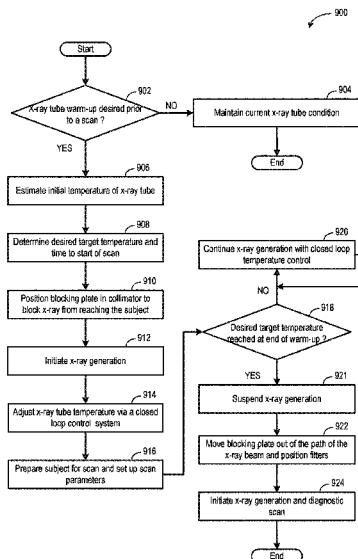 900
Start
902
X-ray tube warm-up desired prior
to a scan ?
NO
904
Maintain current x-ray tube condition
End
YES
906
Estimate initial temperature of x-ray tube
908
Determine desired target temperature and
time to start of scan
910
Position blocking plate in collimator to
block x-ray from reaching the subject
912
Initiate x-ray generation
914
Adjust x-ray tube temperature via a closed
loop control system
916
Prepare subject for scan and set up scan
parameters
920
Continue x-ray generation with closed loop
temperature control
NO
918
Desired target temperature
reached at end of warm-up ?
YES
921
Suspend x-ray generation
922
Move blocking plate out of the path of the
x-ray beam and position filters
924
Initiate x-ray generation and diagnostic
scan
End